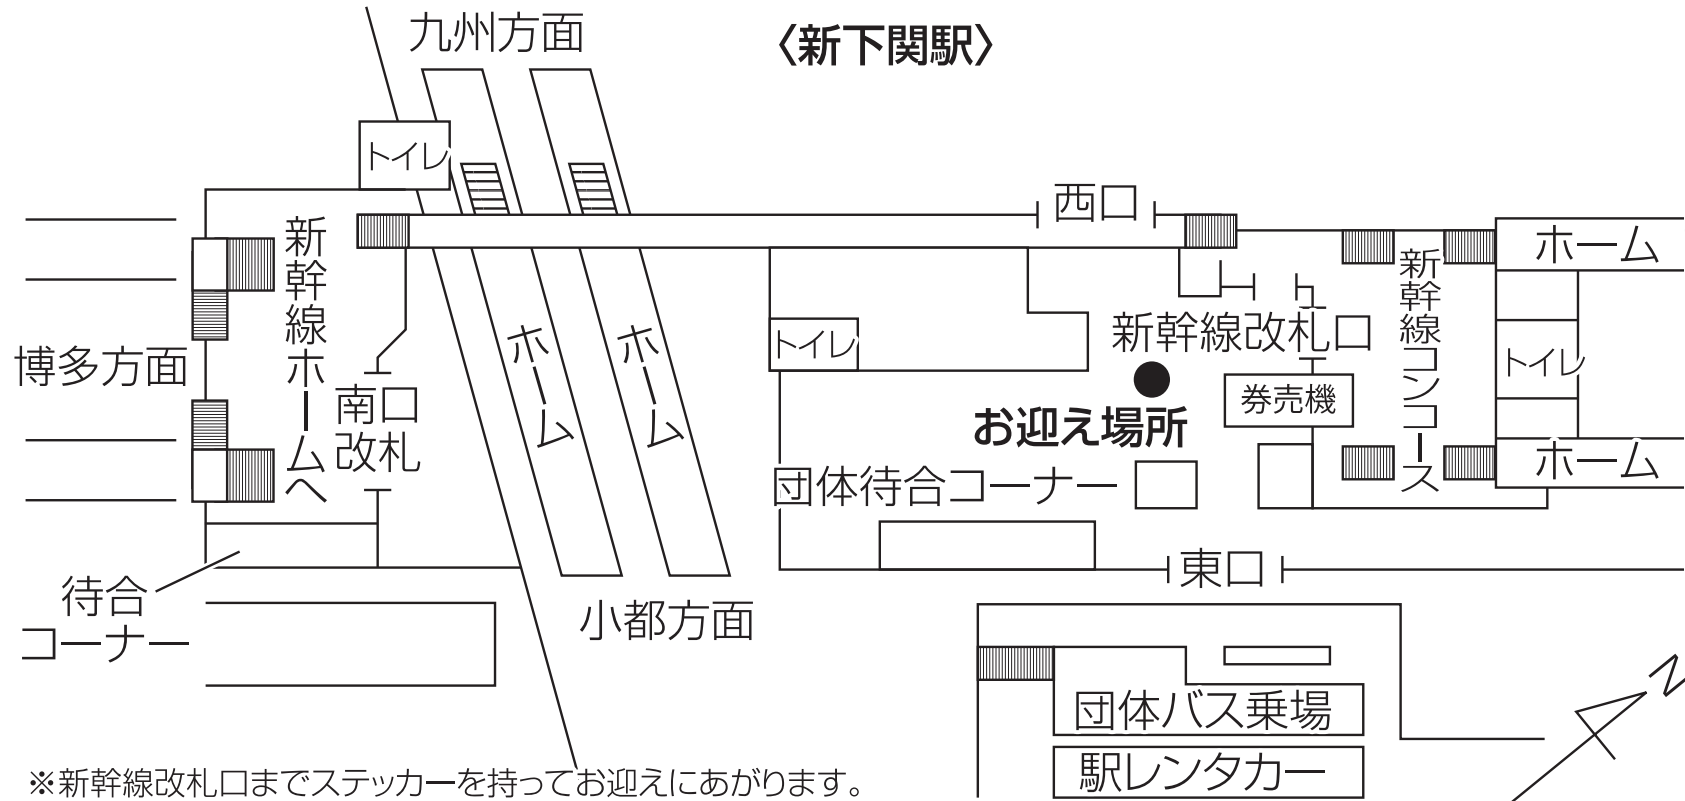 九州方面
〈新下関駅〉
トイレ
西口
新幹線ホームへ
ホーム
博多方面
南口
改札
ホーム
ホーム
トイレ
新幹線改札口
新幹線コンコース
トイレ
券売機
お迎え場所
団体待合コーナー
ホーム
待合
コーナー
小都方面
東口
団体バス乗場
駅レンタカー
N
※新幹線改札口までステッカーを持ってお迎えにあがります。